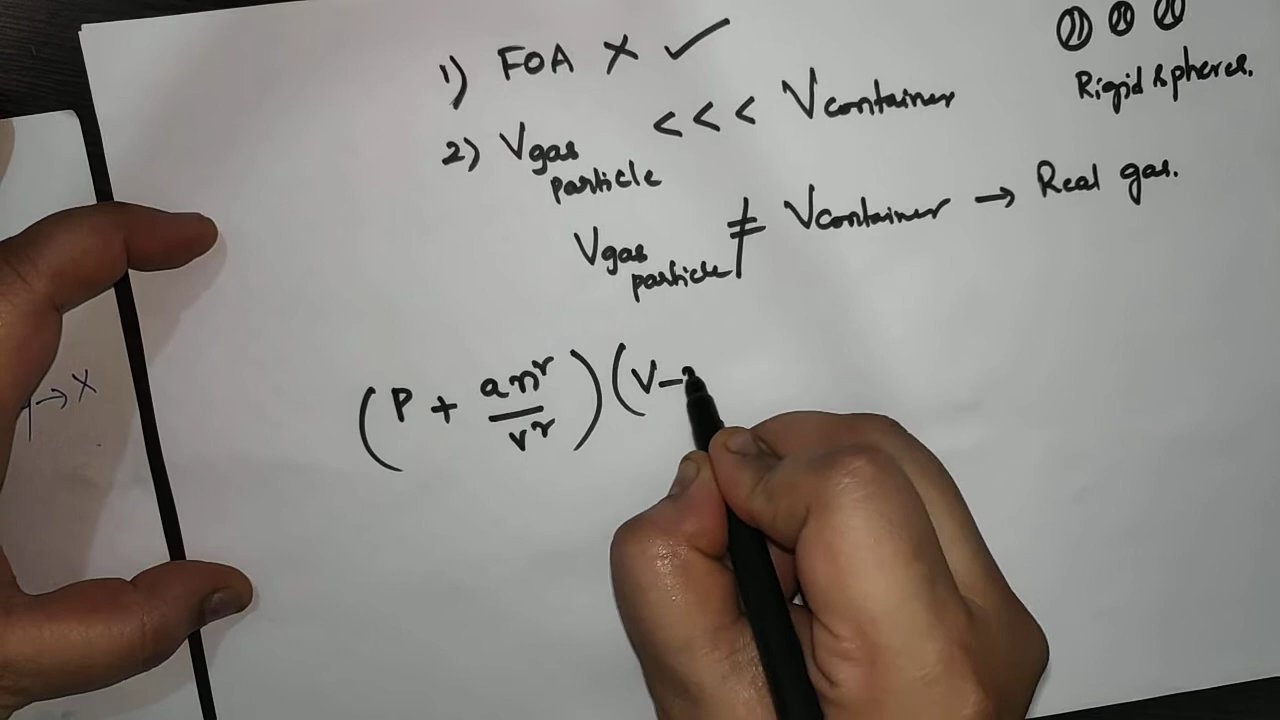 1) FOA × ✓
2) Vgas particle <<< Vcontainer
Rigid spheres.
Vgas particle ≠ Vcontainer → Real gas.
(P + an²/v²)(V–
→ X